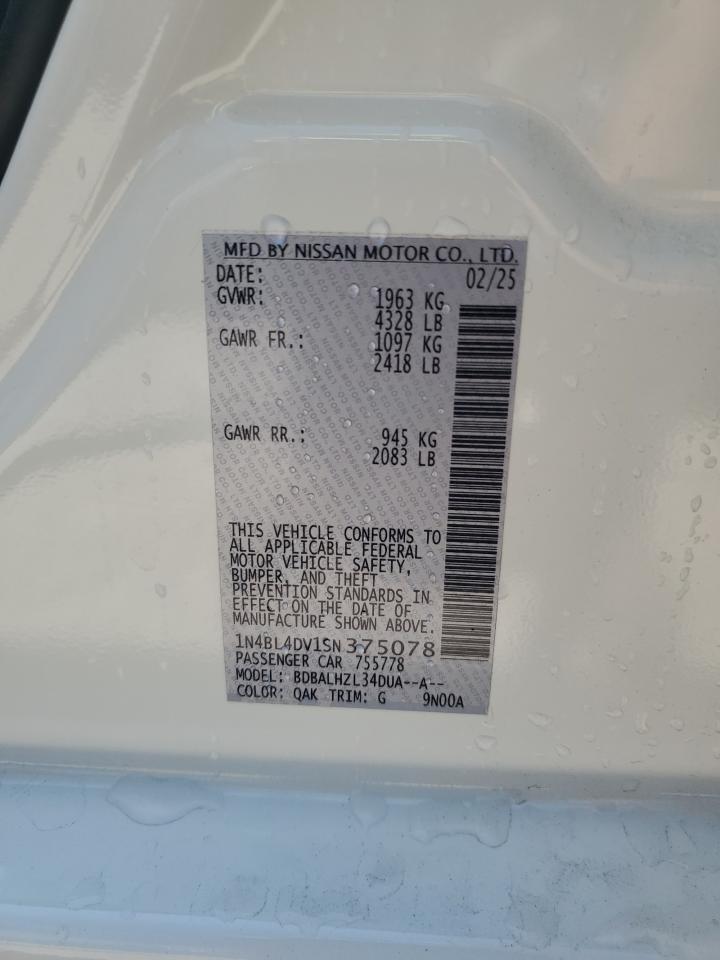 MFD BY NISSAN MOTOR CO., LTD.
DATE: 02/25
GVWR: 1963 KG
4328 LB
GAWR FR.: 1097 KG
2418 LB
GAWR RR.: 945 KG
2083 LB
THIS VEHICLE CONFORMS TO
ALL APPLICABLE FEDERAL
MOTOR VEHICLE SAFETY,
BUMPER, AND THEFT
PREVENTION STANDARDS IN
EFFECT ON THE DATE OF
MANUFACTURE SHOWN ABOVE.
1N4BL4DV1SN375078
PASSENGER CAR 755778
MODEL: BDBALHZL34DUA--A--
COLOR: QAK TRIM: G 9N00A